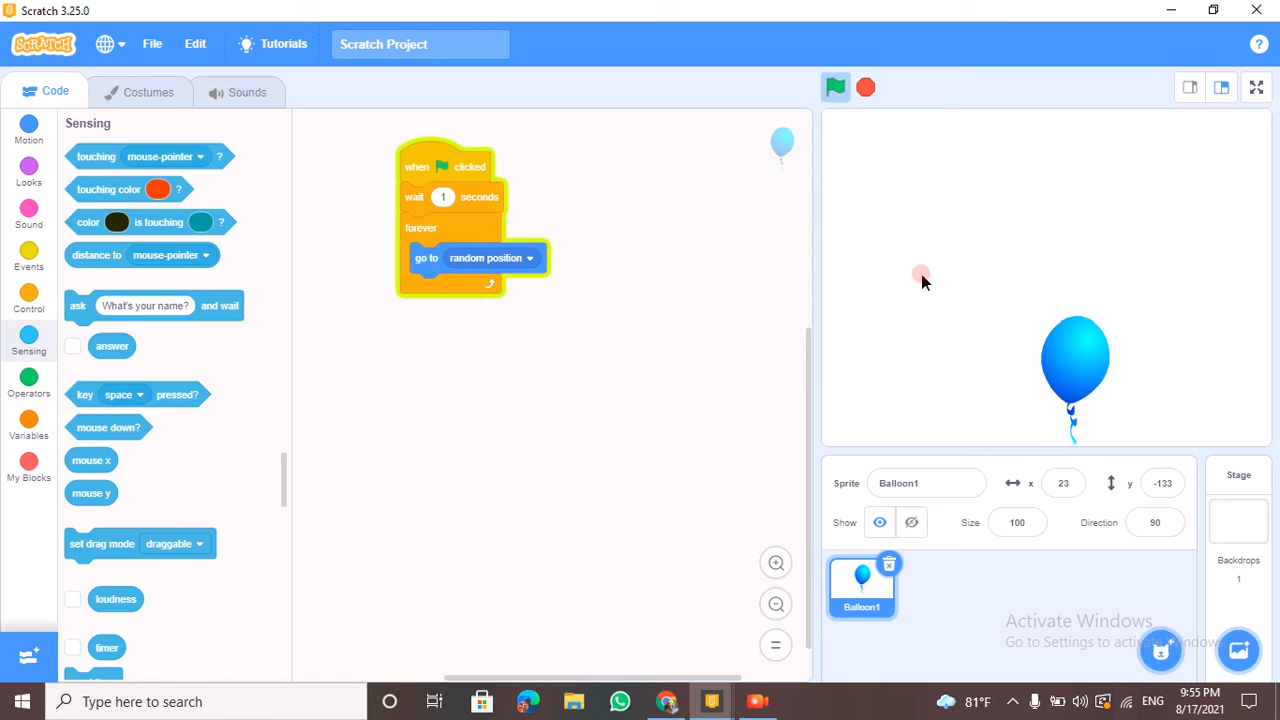 Scratch 3.25.0
SCRATCH File Edit Tutorials Scratch Project ?
Code Costumes Sounds
Motion
Looks
Sound
Events
Control
Sensing
Operators
Variables
My Blocks
Sensing
touching mouse-pointer ?
touching color ?
color is touching ?
distance to mouse-pointer
ask What's your name? and wait
answer
key space pressed?
mouse down?
mouse x
mouse y
set drag mode draggable
loudness
timer
when clicked
wait 1 seconds
forever
go to random position
Sprite Balloon1 x 23 y -133
Show Size 100 Direction 90
Balloon1
Stage
Backdrops
1
Activate Windows
Go to Settings to activate Windows.
Type here to search
81°F ENG 9:55 PM
8/17/2021